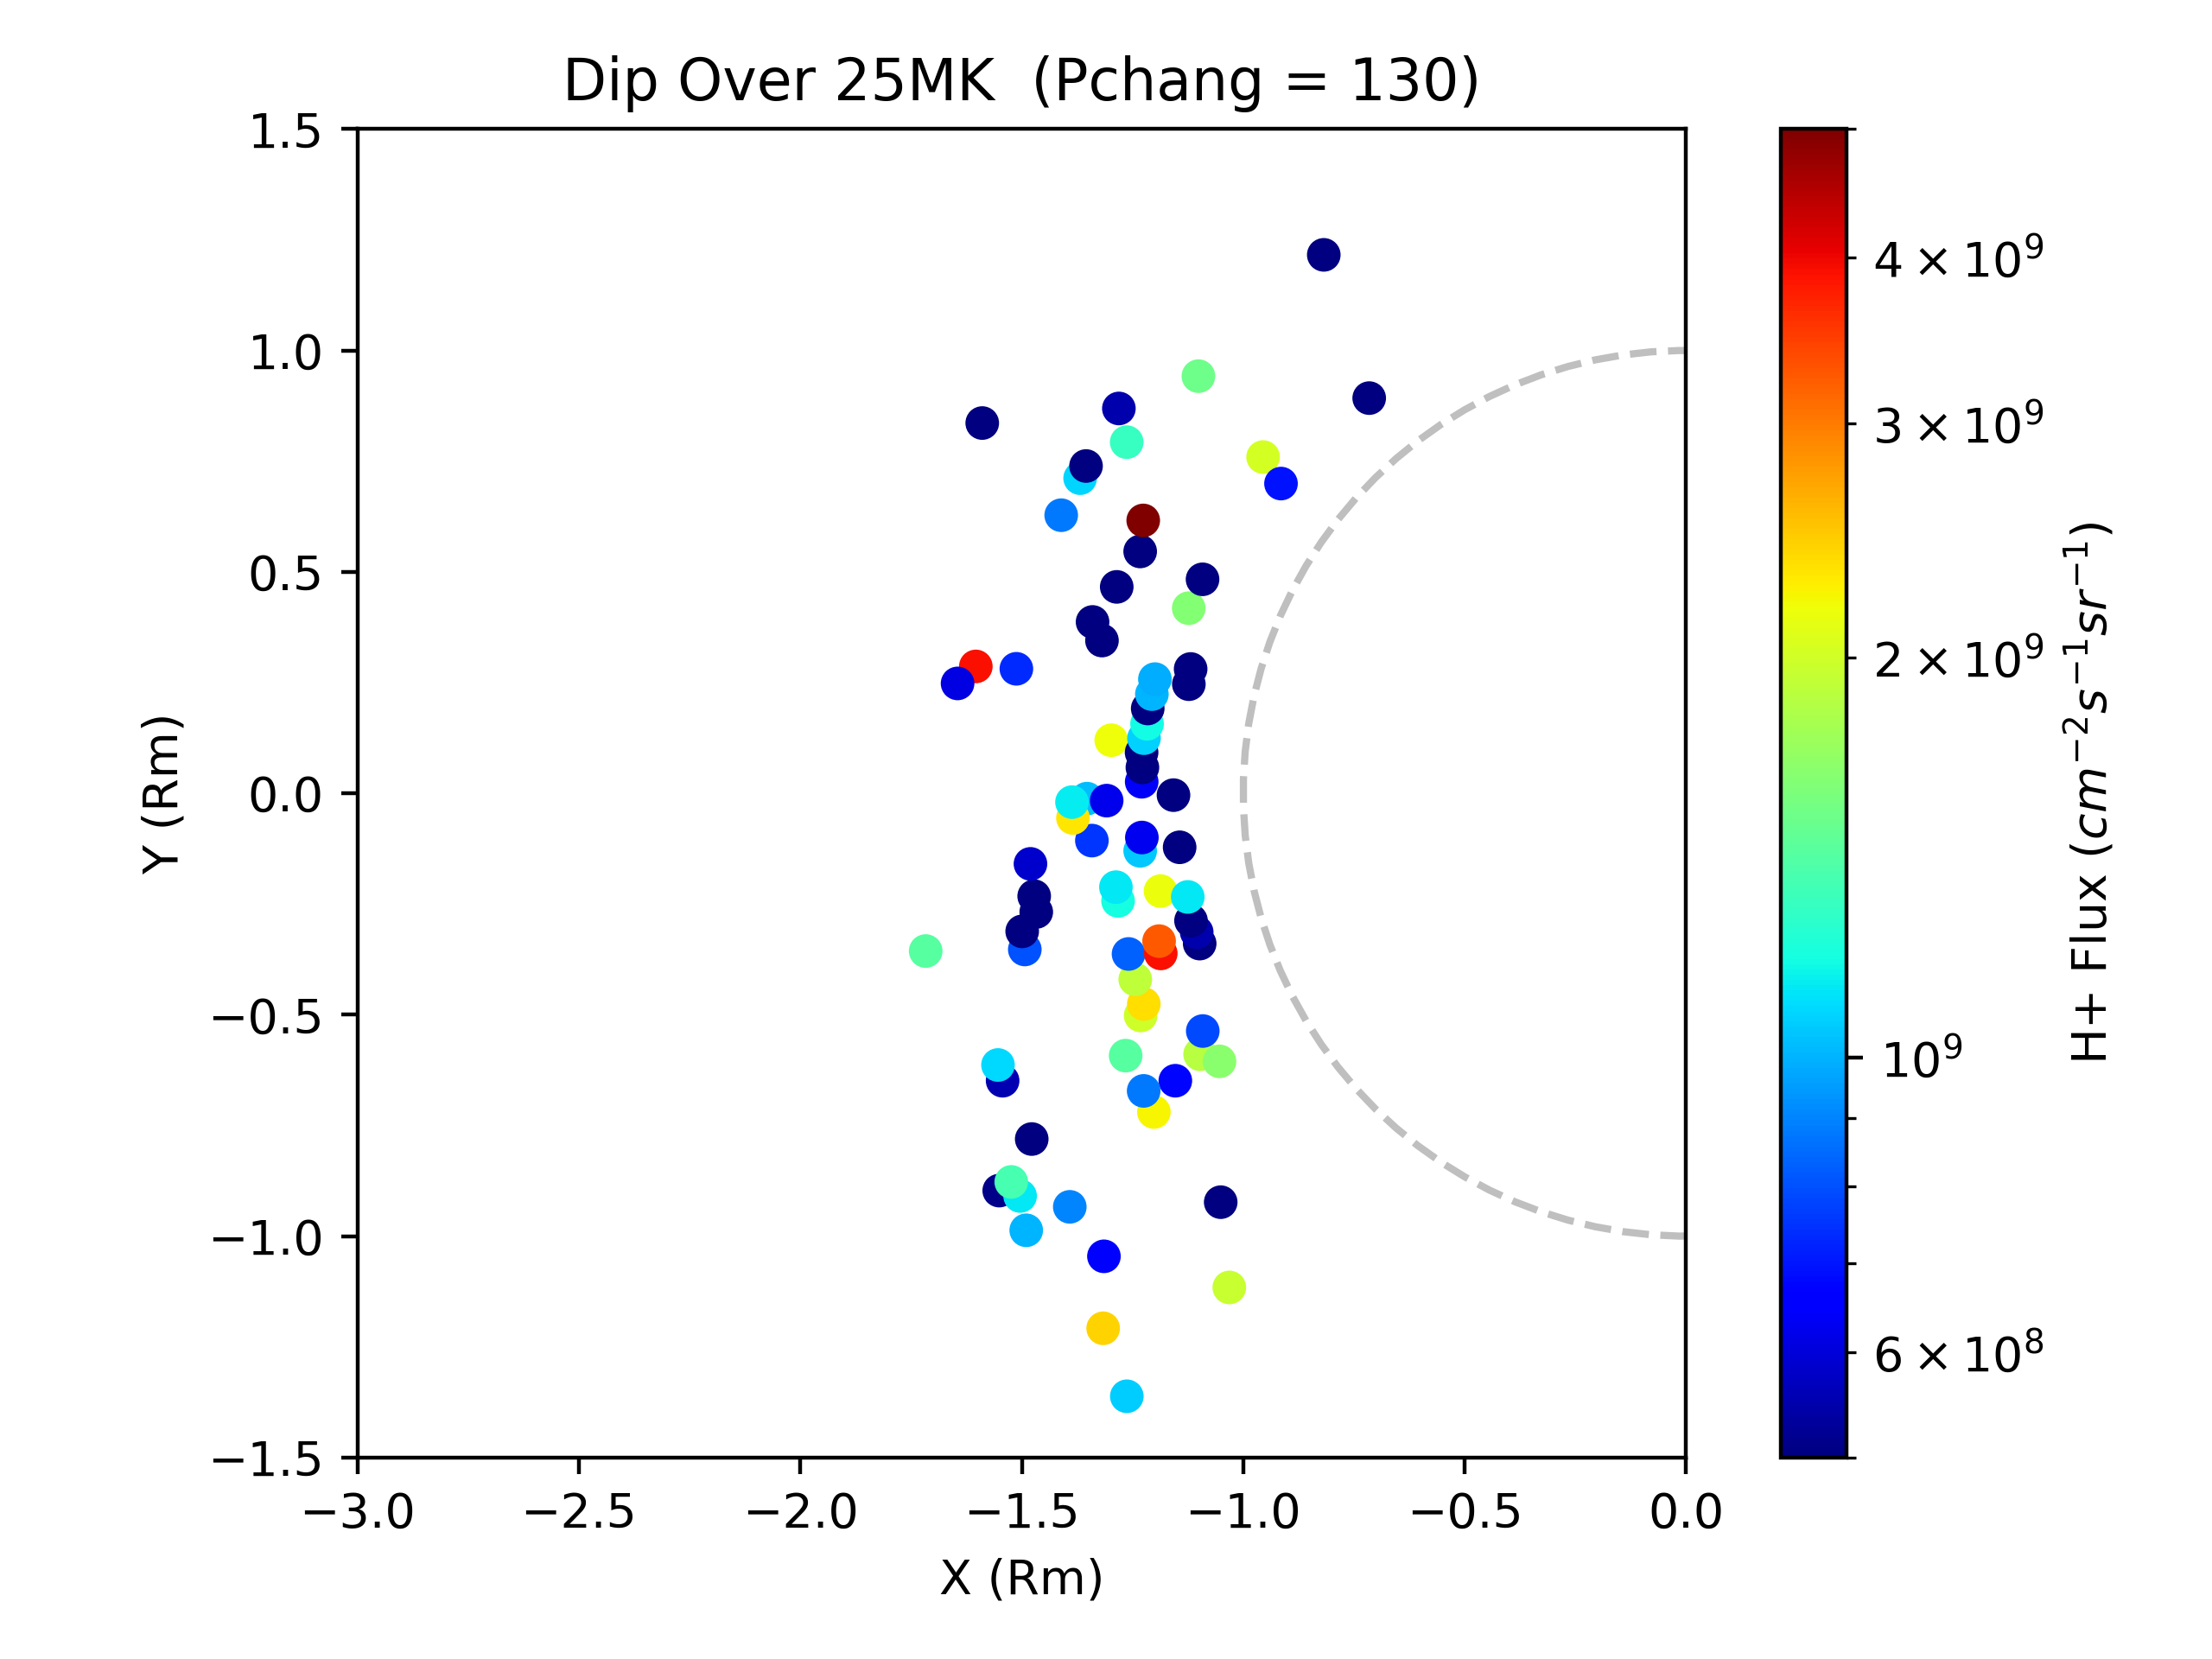 Dip Over 25MK  (Pchang = 130)
1.5
1.0
0.5
0.0
−0.5
−1.0
−1.5
Y (Rm)
−3.0 −2.5 −2.0 −1.5 −1.0 −0.5 0.0
X (Rm)
4 × 10⁹
3 × 10⁹
2 × 10⁹
10⁹
6 × 10⁸
H+ Flux (cm⁻²s⁻¹sr⁻¹)